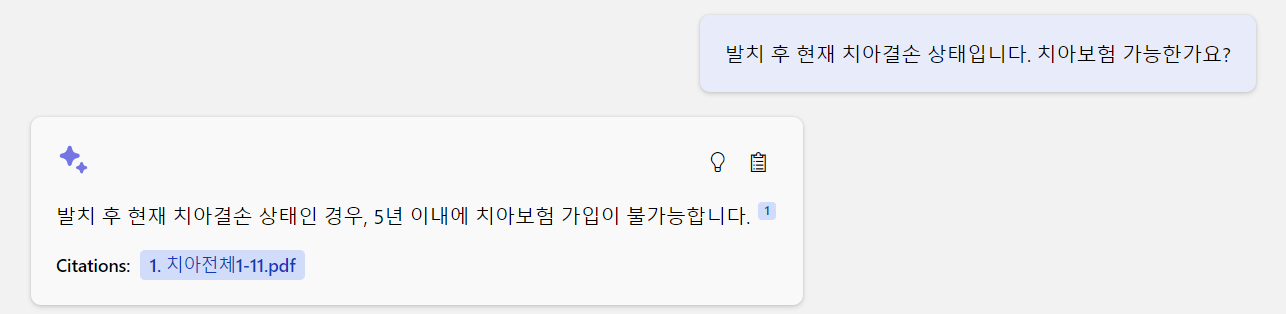 발치 후 현재 치아결손 상태입니다. 치아보험 가능한가요?
발치 후 현재 치아결손 상태인 경우, 5년 이내에 치아보험 가입이 불가능합니다. 1
Citations: 1. 치아전체1-11.pdf